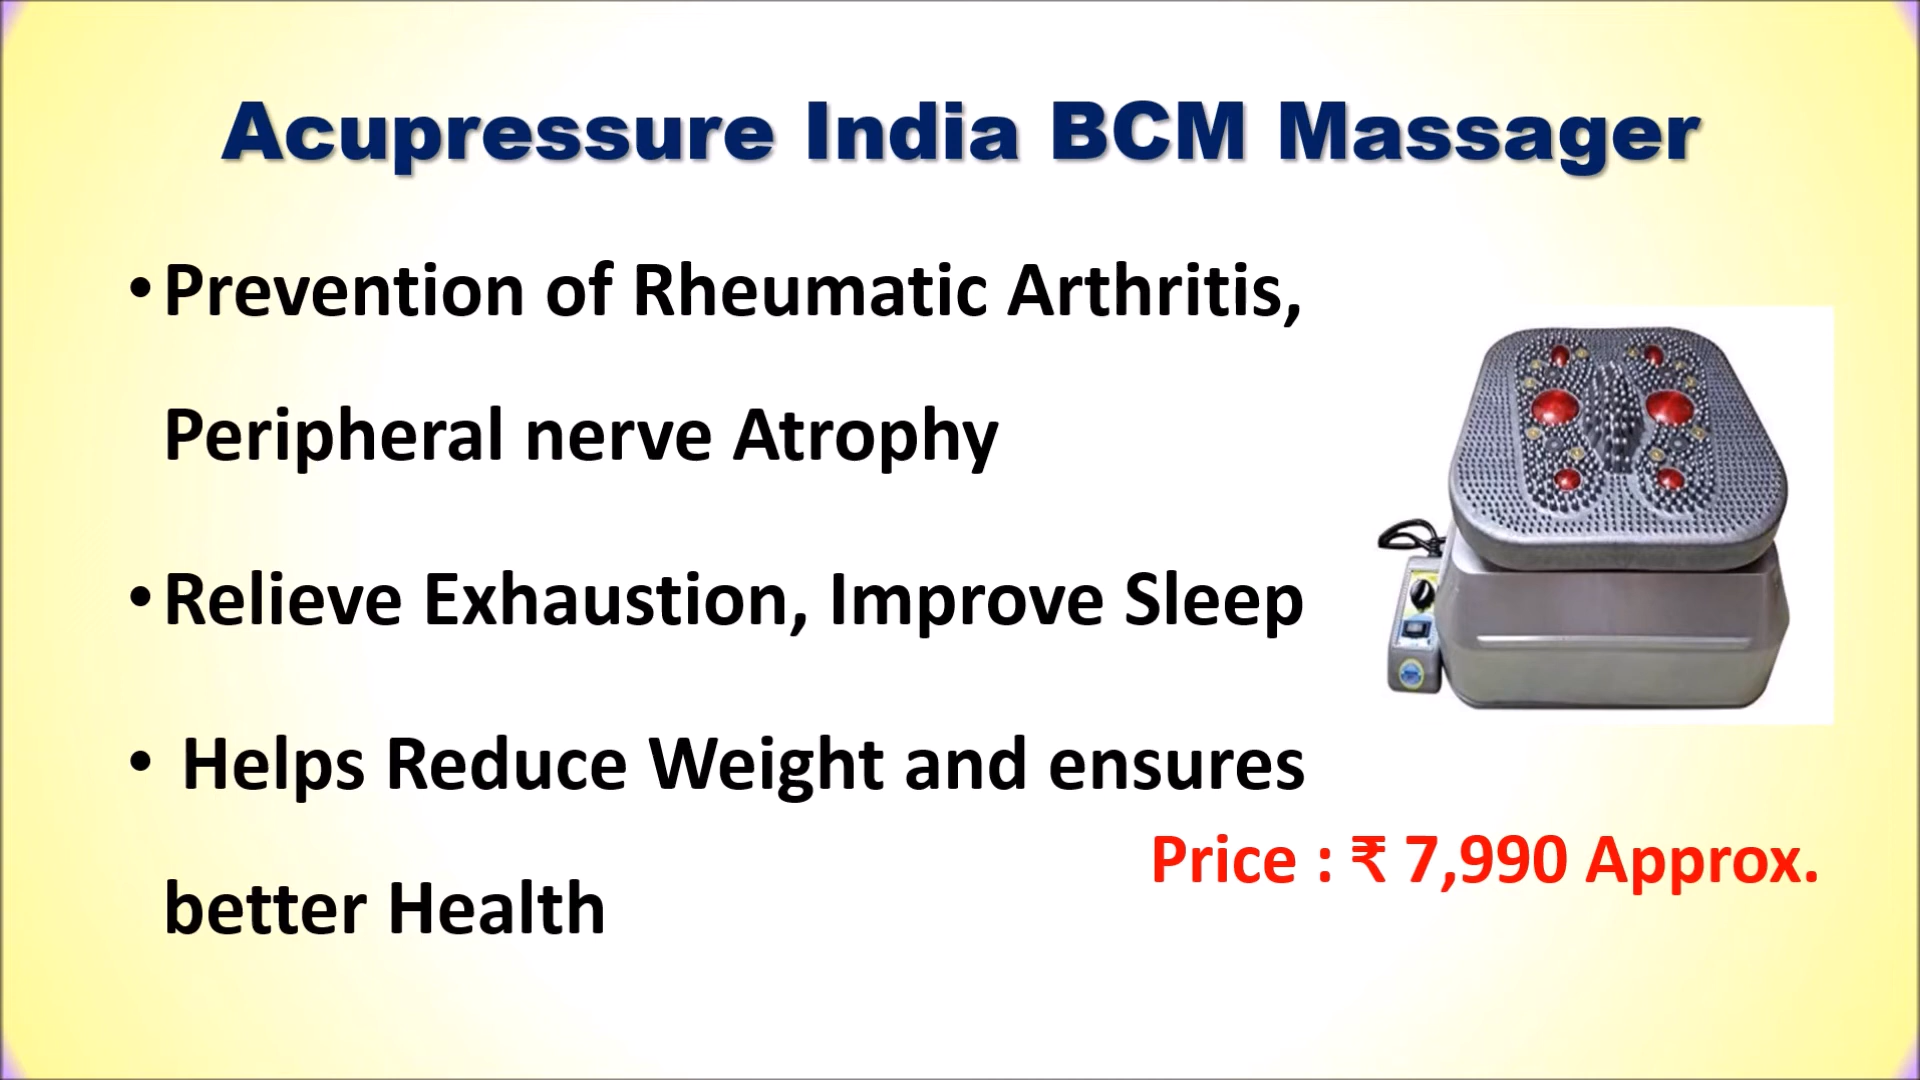 Acupressure India BCM Massager
• Prevention of Rheumatic Arthritis,
Peripheral nerve Atrophy
• Relieve Exhaustion, Improve Sleep
• Helps Reduce Weight and ensures
better Health
Price : ₹ 7,990 Approx.